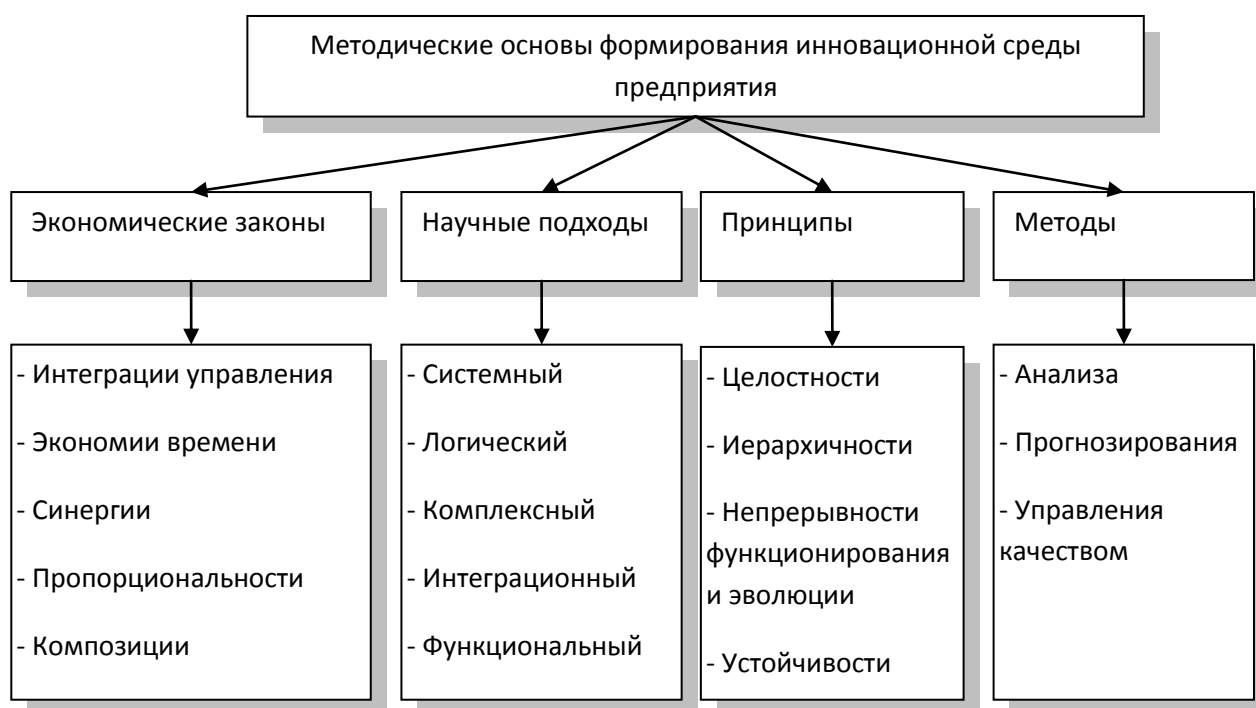 Методические основы формирования инновационной среды
предприятия
Экономические законы
Научные подходы
Принципы
Методы
- Интеграции управления
- Экономии времени
- Синергии
- Пропорциональности
- Композиции
- Системный
- Логический
- Комплексный
- Интеграционный
- Функциональный
- Целостности
- Иерархичности
- Непрерывности
функционирования
и эволюции
- Устойчивости
- Анализа
- Прогнозирования
- Управления
качеством